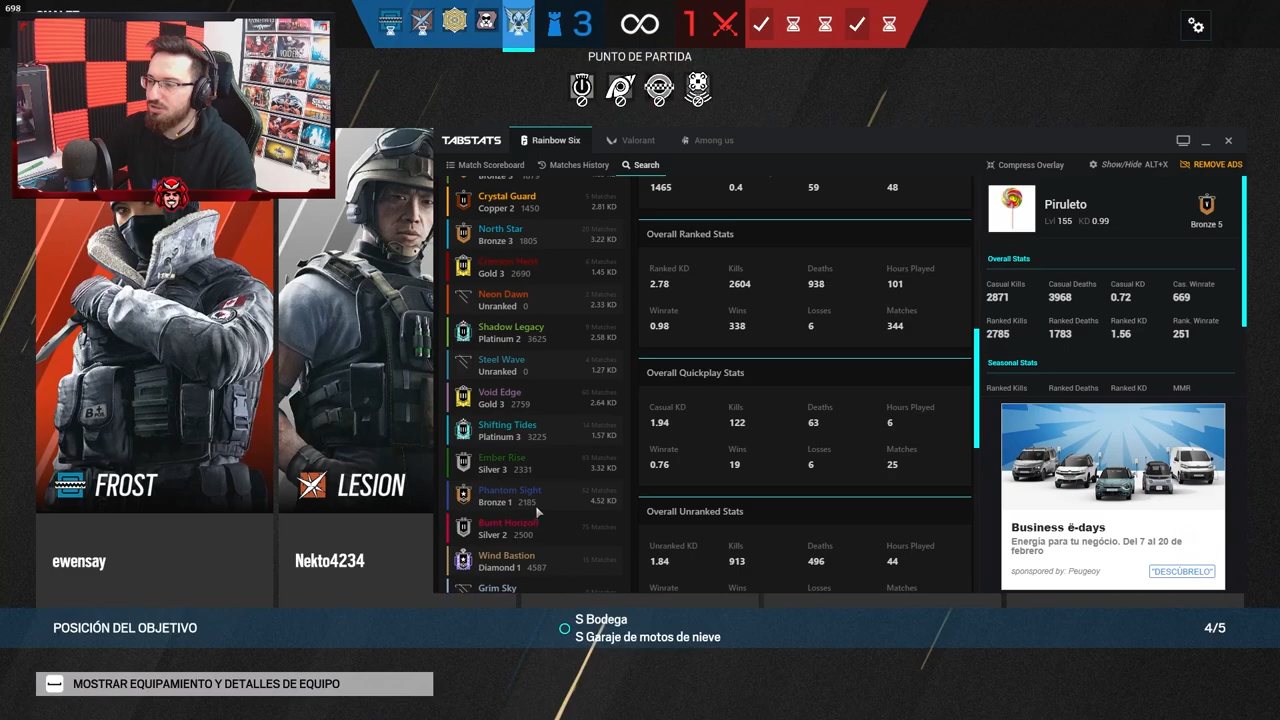 698
3
1
PUNTO DE PARTIDA
TABSTATS
Rainbow Six
Valorant
Among us
Match Scoreboard
Matches History
Search
Compress Overlay
Show/Hide ALT+X
REMOVE ADS
Crystal Guard
Copper 2 1450
2.81 KD
North Star
Bronze 3 1805
3.22 KD
Crimson Heist
Gold 3 2690
1.45 KD
Neon Dawn
Unranked 0
2.33 KD
Shadow Legacy
Platinum 2 3625
2.58 KD
Steel Wave
Unranked 0
1.27 KD
Void Edge
Gold 3 2759
2.64 KD
Shifting Tides
Platinum 3 3225
1.57 KD
Ember Rise
Silver 3 2331
3.32 KD
Phantom Sight
Bronze 1 2185
4.52 KD
Burnt Horizon
Silver 2 2500
Wind Bastion
Diamond 1 4587
Grim Sky
1465 0.4 59 48
Overall Ranked Stats
Ranked KD Kills Deaths Hours Played
2.78 2604 938 101
Winrate Wins Losses Matches
0.98 338 6 344
Overall Quickplay Stats
Casual KD Kills Deaths Hours Played
1.94 122 63 6
Winrate Wins Losses Matches
0.76 19 6 25
Overall Unranked Stats
Unranked KD Kills Deaths Hours Played
1.84 913 496 44
Winrate Wins Losses Matches
Piruleto
Lvl 155 KD 0.99
Bronze 5
Overall Stats
Casual Kills Casual Deaths Casual KD Cas. Winrate
2871 3968 0.72 669
Ranked Kills Ranked Deaths Ranked KD Rank. Winrate
2785 1783 1.56 251
Seasonal Stats
Ranked Kills Ranked Deaths Ranked KD MMR
Business ë-days
Energía para tu negócio. Del 7 al 20 de
febrero
sponsored by: Peugeoy
"DESCÚBRELO"
FROST
LESION
ewensay
Nekto4234
POSICIÓN DEL OBJETIVO
S Bodega
S Garaje de motos de nieve
4/5
MOSTRAR EQUIPAMIENTO Y DETALLES DE EQUIPO